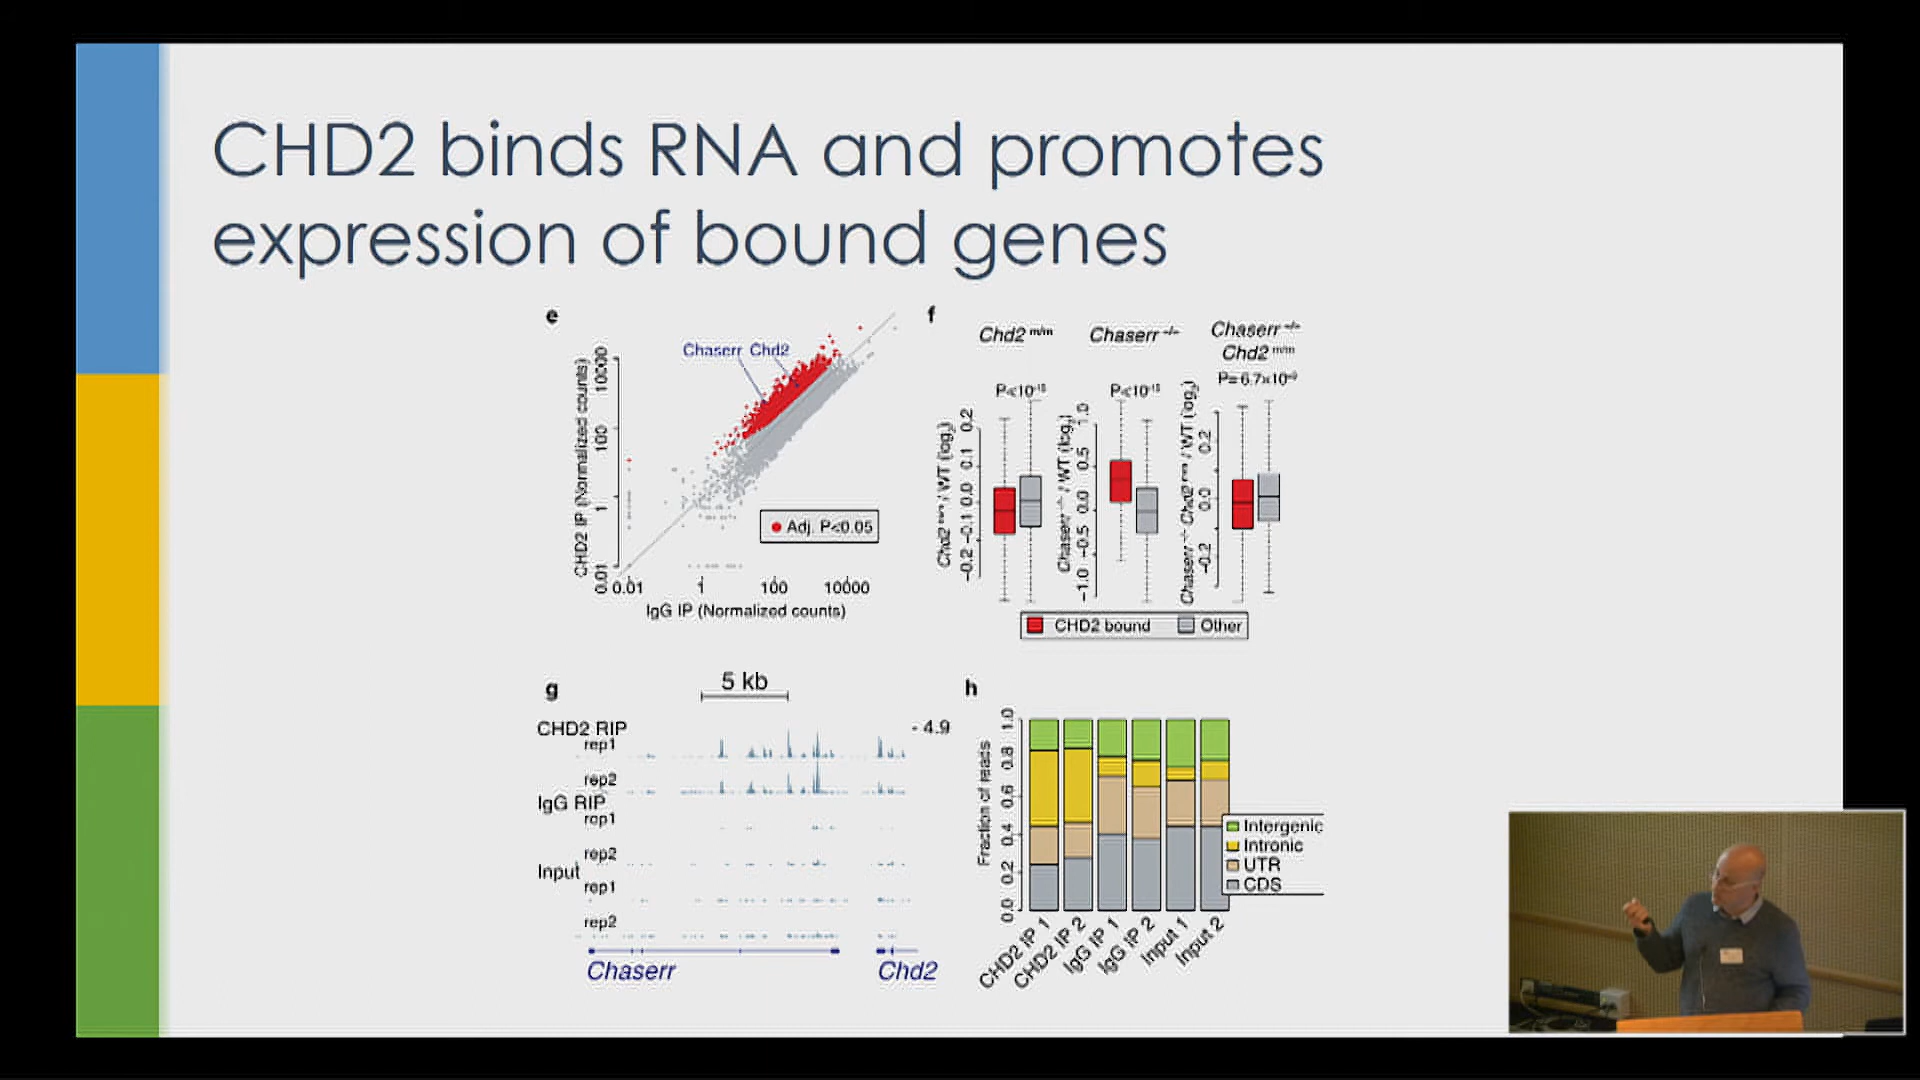 CHD2 binds RNA and promotes
expression of bound genes
e
Chaserr Chd2
CHD2 IP (Normalized counts)
0.01 1 100 10000
Adj. P<0.05
0.01 1 100 10000
IgG IP (Normalized counts)
f
Chd2 m/m
Chaserr -/-
Chaserr -/-
Chd2 m/m
P<10⁻¹⁵
P<10⁻¹⁵
Chd2 m/m / WT (log₂)
-0.2 -0.1 0.0 0.1 0.2
Chaserr -/- / WT (log₂)
-1.0 -0.5 0.0 0.5 1.0
Chaserr -/- Chd2 m/m / WT (log₂)
-0.2 0.0 0.2
CHD2 bound Other
g
5 kb
CHD2 RIP
- 4.9
rep1
rep2
IgG RIP
rep1
rep2
Input
rep1
rep2
Chaserr Chd2
h
Fraction of reads
0.0 0.2 0.4 0.6 0.8 1.0
Intergenic
Intronic
UTR
CDS
CHD2 IP 1
CHD2 IP 2
IgG IP 1
IgG IP 2
Input 1
Input 2